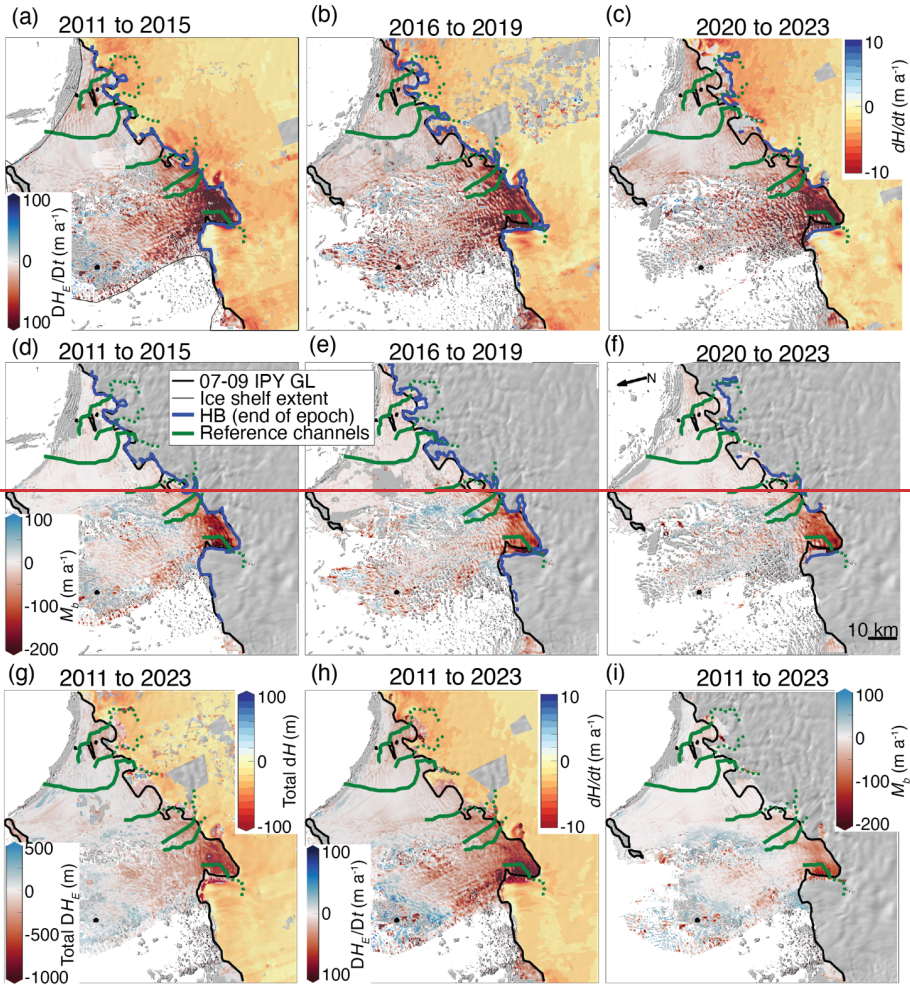 (a) 2011 to 2015
(b) 2016 to 2019
(c) 2020 to 2023
10
0
-10
dH/dt (m a⁻¹)
100
0
100
DH_E/Dt (m a⁻¹)
(d) 2011 to 2015
(e) 2016 to 2019
(f) 2020 to 2023
07-09 IPY GL
Ice shelf extent
HB (end of epoch)
Reference channels
N
100
0
-100
-200
M_b (m a⁻¹)
10 km
(g) 2011 to 2023
(h) 2011 to 2023
(i) 2011 to 2023
100
0
-100
Total dH (m)
500
0
-500
-1000
Total DH_E (m)
10
0
-10
dH/dt (m a⁻¹)
100
0
100
DH_E/Dt (m a⁻¹)
100
0
-100
-200
M_b (m a⁻¹)